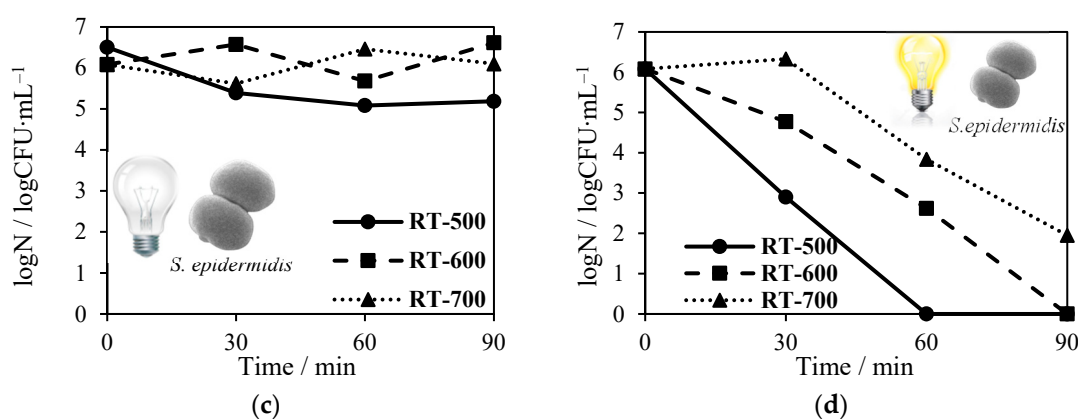 logN / logCFU·mL⁻¹
7
6
5
4
3
2
1
0
S. epidermidis
RT-500
RT-600
RT-700
0
30
60
90
Time / min
(c)
logN / logCFU·mL⁻¹
7
6
5
4
3
2
1
0
S.epidermidis
RT-500
RT-600
RT-700
0
30
60
90
Time / min
(d)